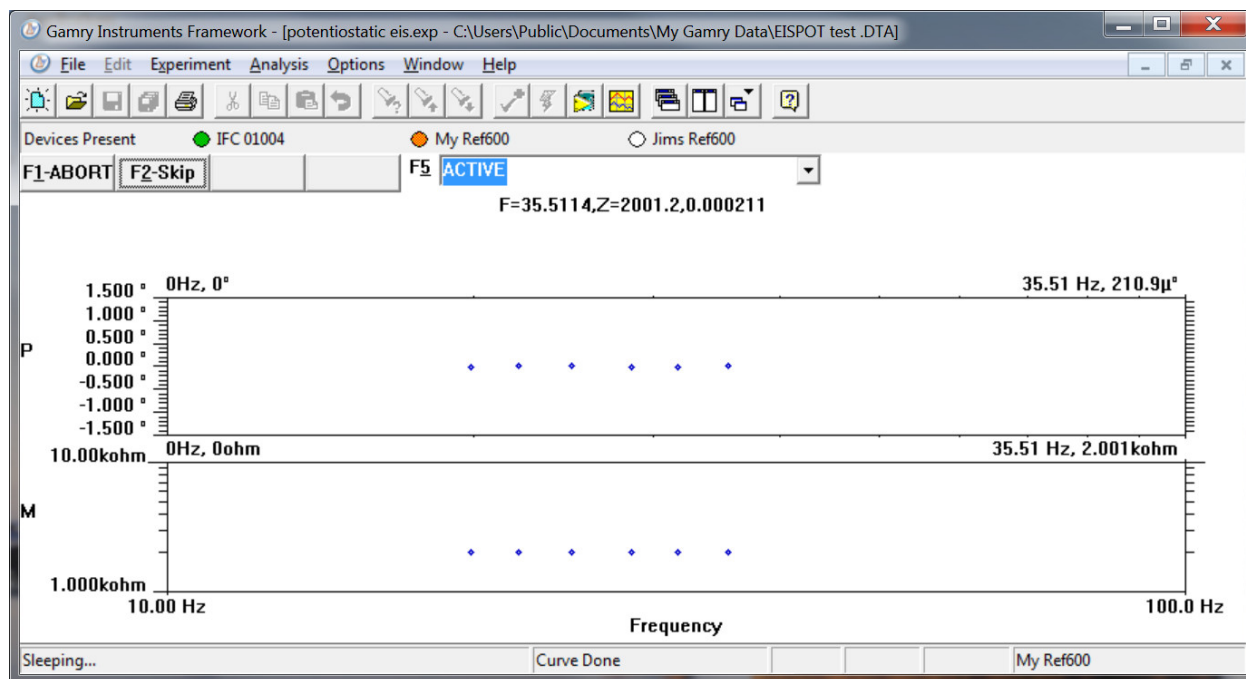 Gamry Instruments Framework - [potentiostatic eis.exp - C:\Users\Public\Documents\My Gamry Data\EISPOT test .DTA]
File Edit Experiment Analysis Options Window Help
Devices Present IFC 01004 My Ref600 Jims Ref600
F1-ABORT F2-Skip F5 ACTIVE
F=35.5114,Z=2001.2,0.000211
0Hz, 0° 35.51 Hz, 210.9µ°
1.500 °
1.000 °
0.500 °
P
0.000 °
-0.500 °
-1.000 °
-1.500 °
0Hz, 0ohm 35.51 Hz, 2.001kohm
10.00kohm
M
1.000kohm
10.00 Hz 100.0 Hz
Frequency
Sleeping... Curve Done My Ref600